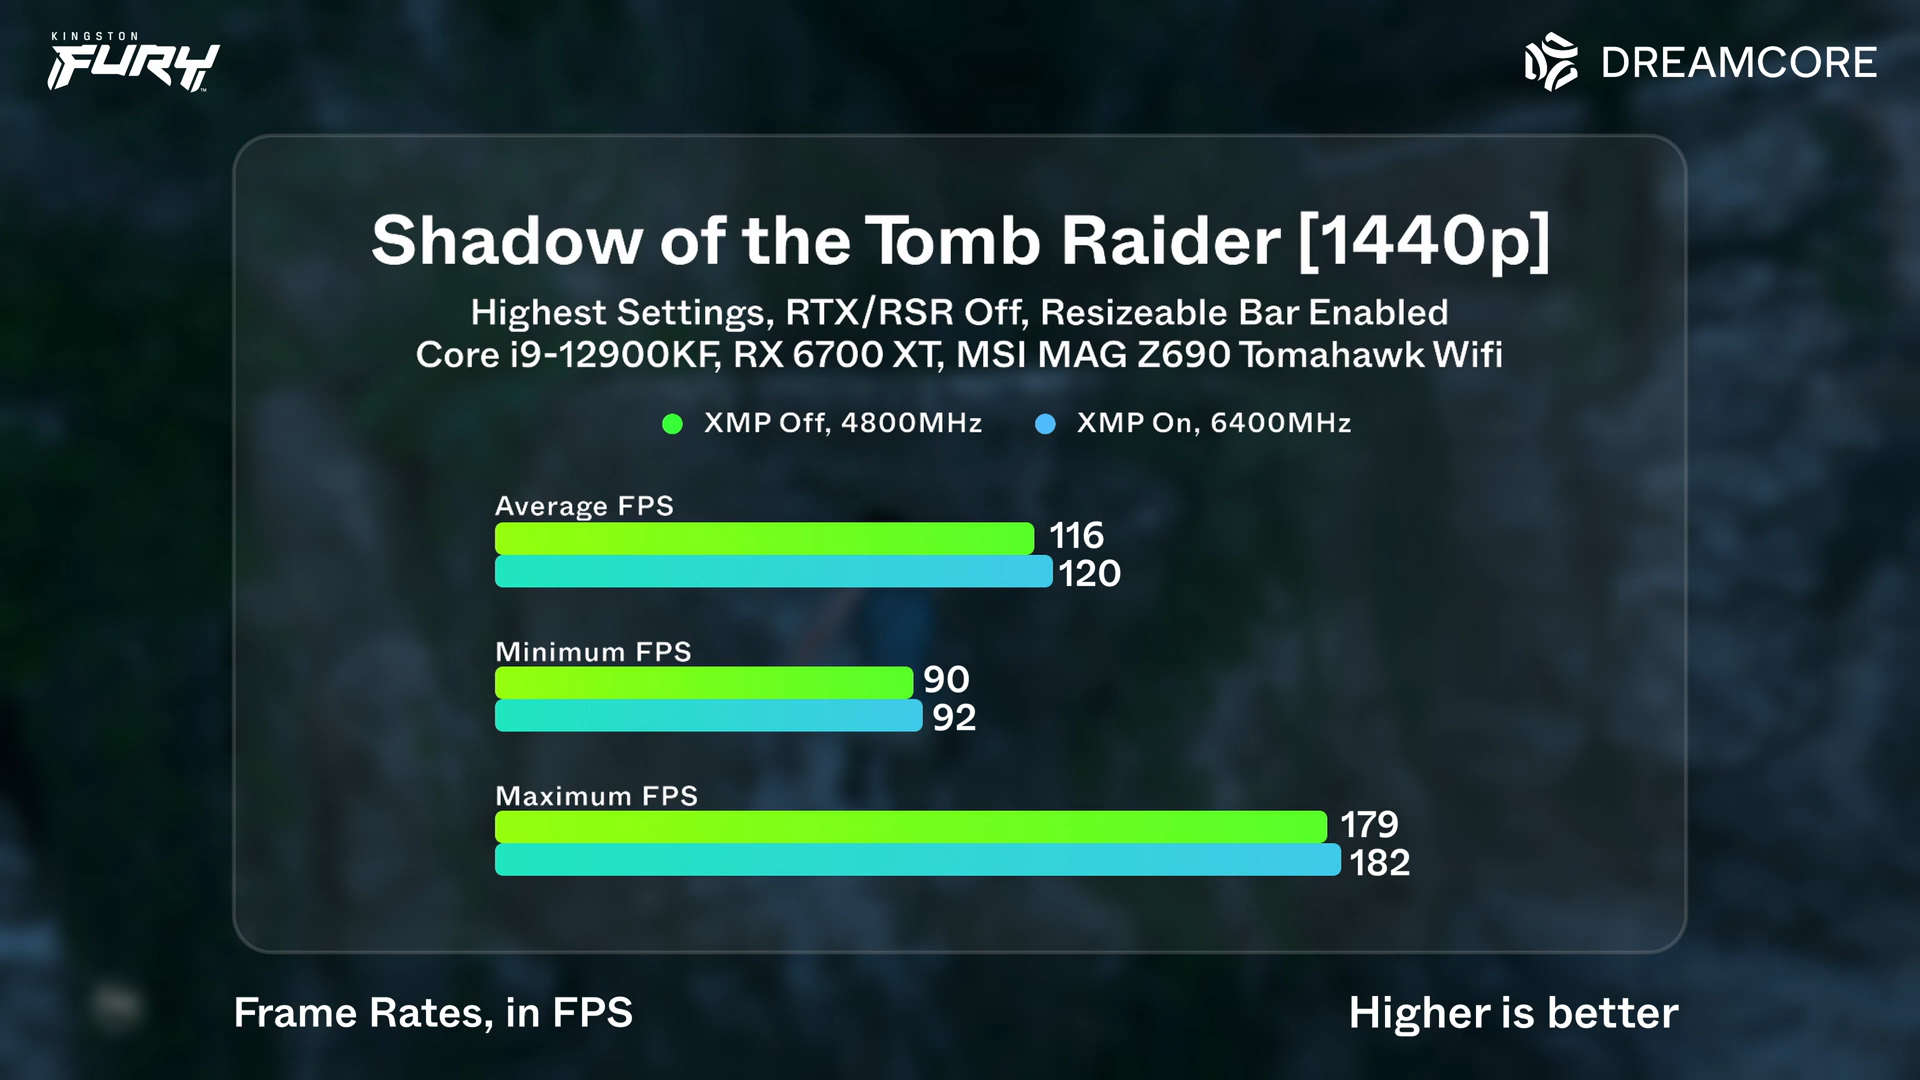 KINGSTON
FURY
DREAMCORE
Shadow of the Tomb Raider [1440p]
Highest Settings, RTX/RSR Off, Resizeable Bar Enabled
Core i9-12900KF, RX 6700 XT, MSI MAG Z690 Tomahawk Wifi
XMP Off, 4800MHz XMP On, 6400MHz
Average FPS
116
120
Minimum FPS
90
92
Maximum FPS
179
182
Frame Rates, in FPS
Higher is better